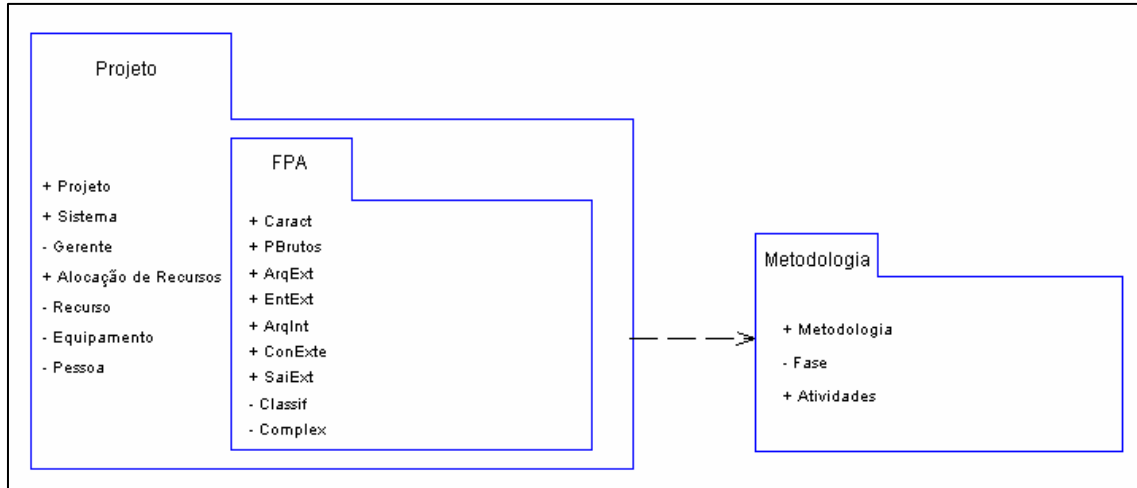 Projeto
+ Projeto
+ Sistema
- Gerente
+ Alocação de Recursos
- Recurso
- Equipamento
- Pessoa
FPA
+ Caract
+ PBrutos
+ ArqExt
+ EntExt
+ ArqInt
+ ConExte
+ SaiExt
- Classif
- Complex
Metodologia
+ Metodologia
- Fase
+ Atividades